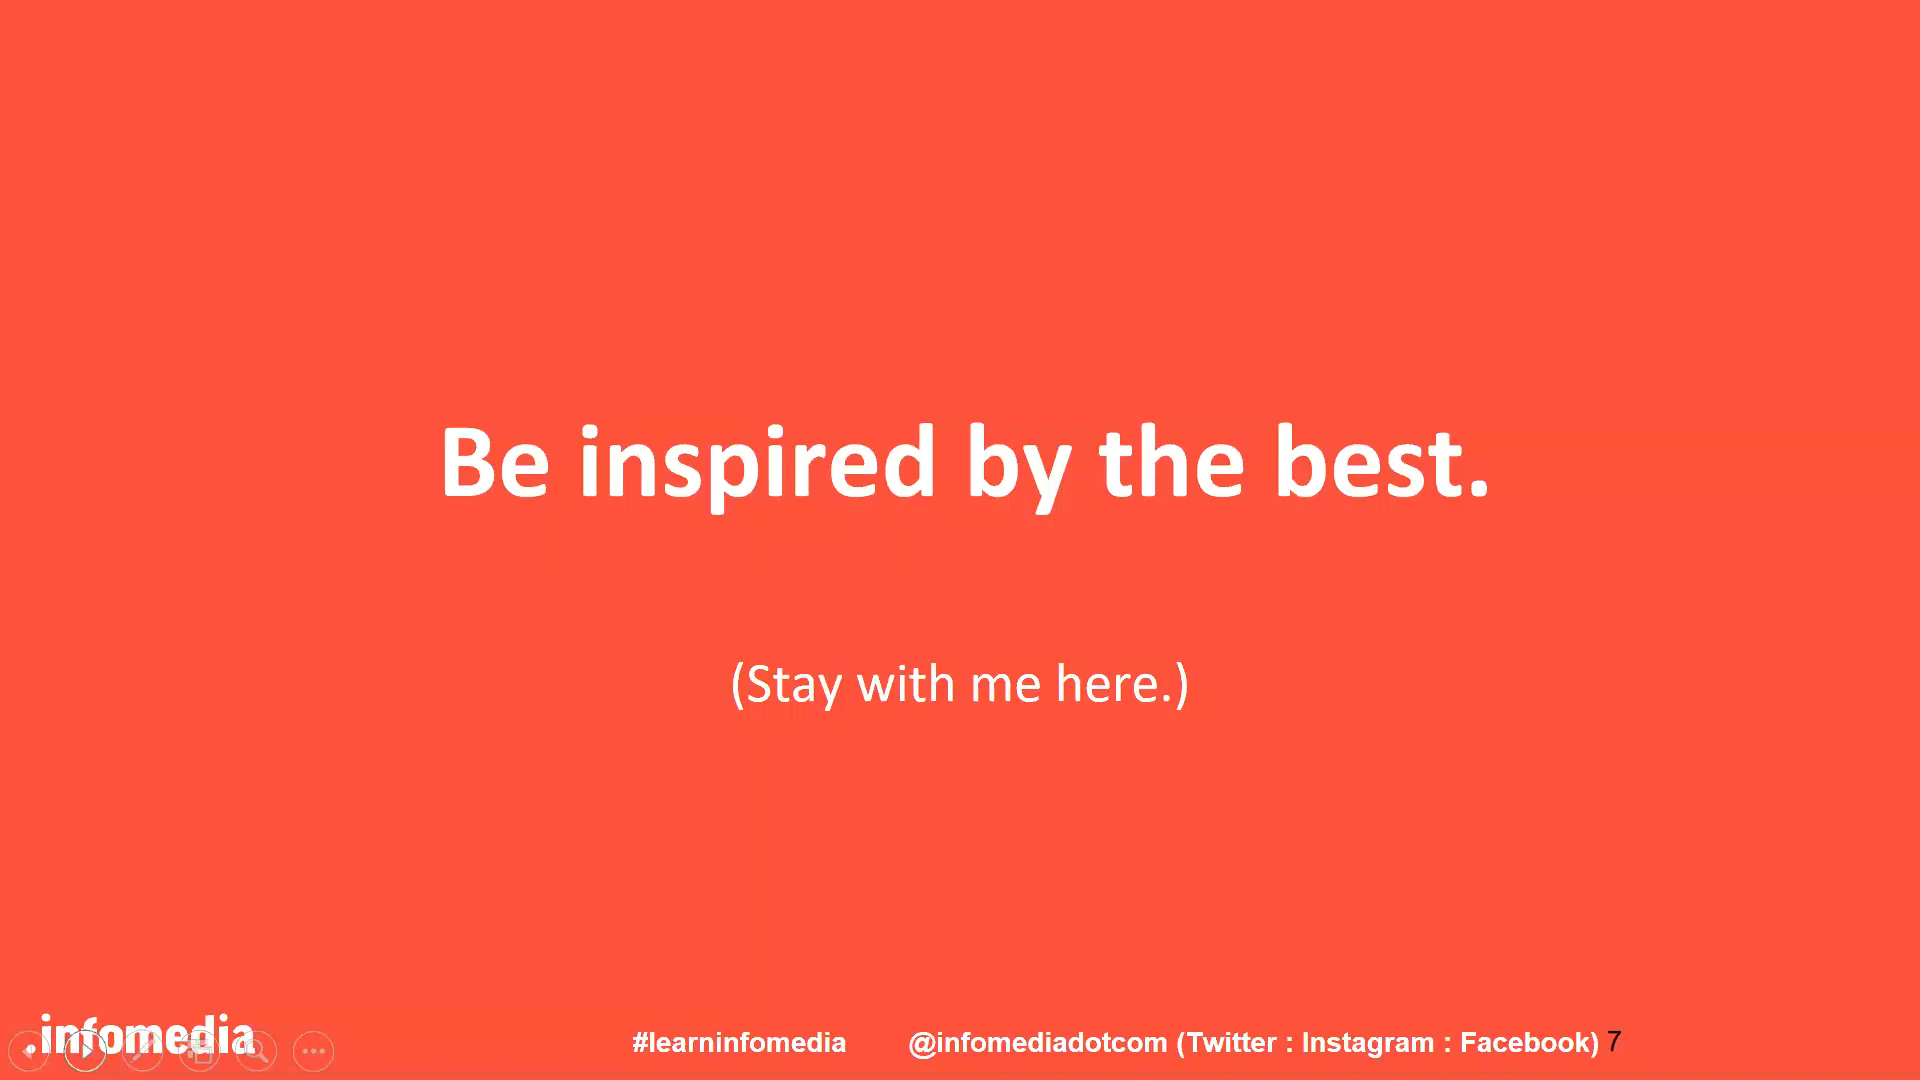 Be inspired by the best.
(Stay with me here.)
.infomedia
#learninfomedia @infomediadotcom (Twitter : Instagram : Facebook) 7